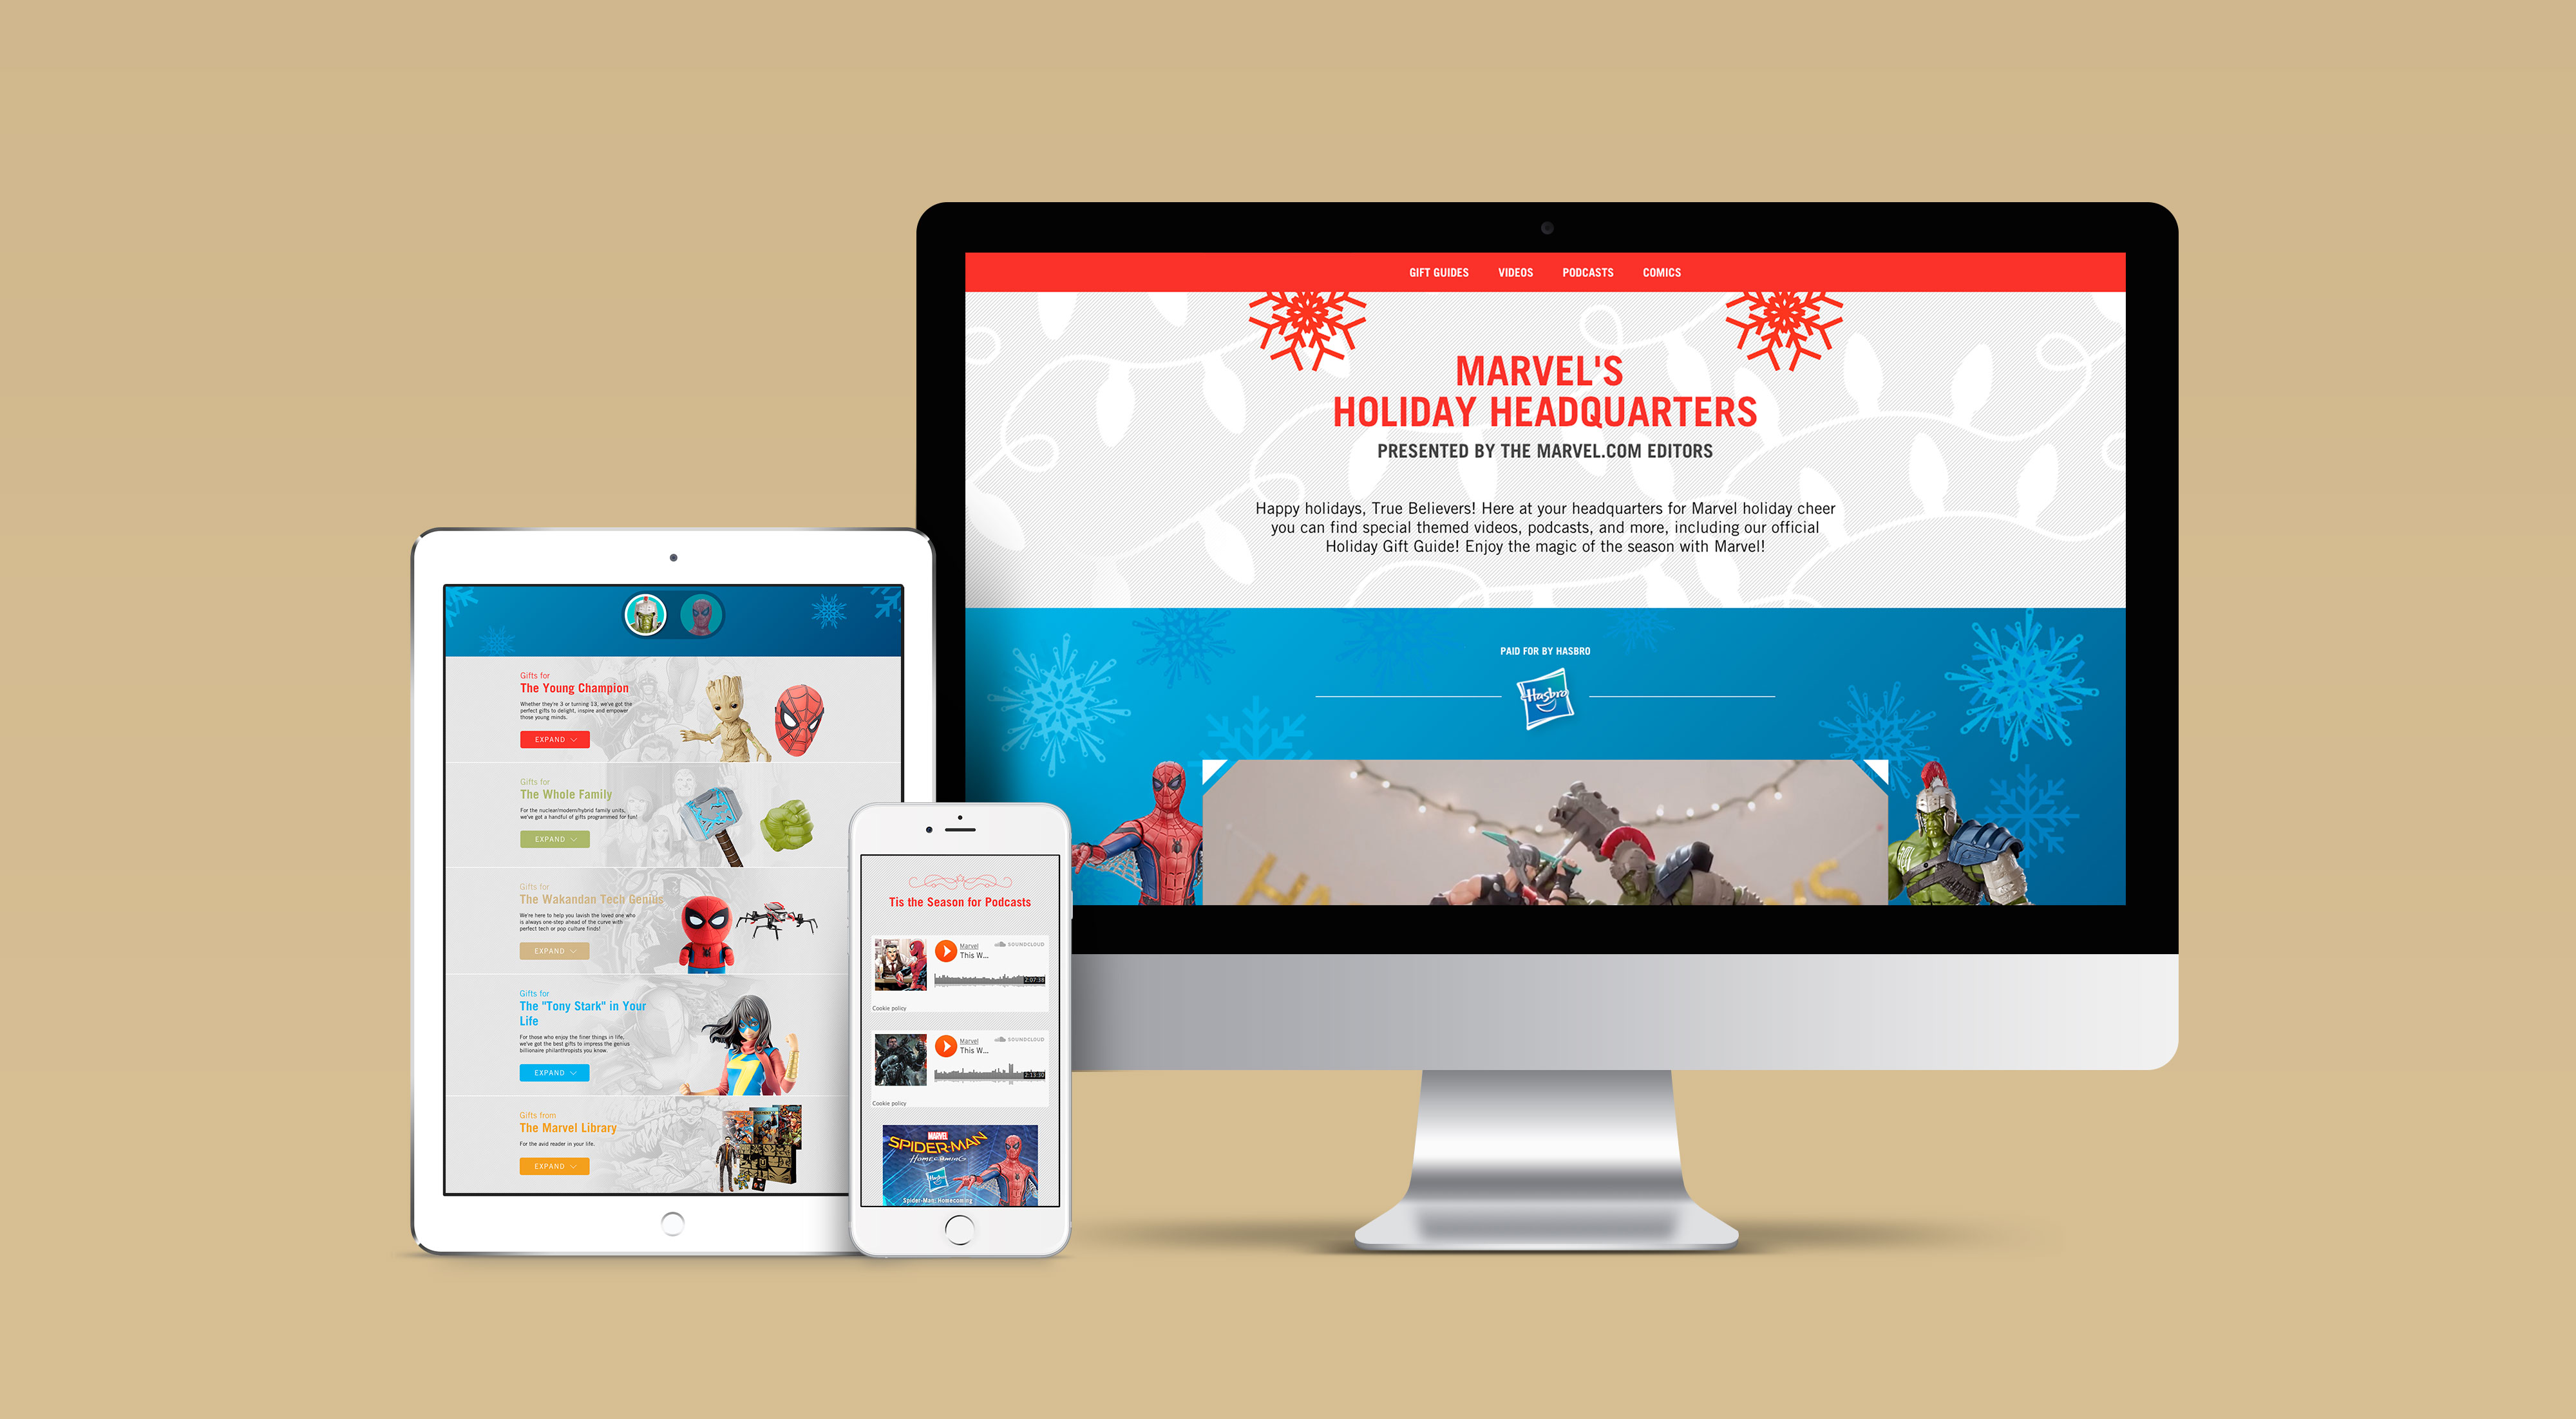 GIFT GUIDES VIDEOS PODCASTS COMICS
MARVEL'S
HOLIDAY HEADQUARTERS
PRESENTED BY THE MARVEL.COM EDITORS
Happy holidays, True Believers! Here at your headquarters for Marvel holiday cheer
you can find special themed videos, podcasts, and more, including our official
Holiday Gift Guide! Enjoy the magic of the season with Marvel!
PAID FOR BY HASBRO
Hasbro
Gifts for
The Young Champion
Whether they're 3 or turning 13, we've got the
perfect gifts to delight, inspire and empower
those young minds.
EXPAND
Gifts for
The Whole Family
For the nuclear/modern/hybrid family units,
we've got a handful of gifts programmed for fun!
EXPAND
Gifts for
The Wakandan Tech Genius
We're here to help you lavish the loved one who
is always one-step ahead of the curve with
perfect tech or pop culture finds!
EXPAND
Gifts for
The "Tony Stark" in Your
Life
For those who enjoy the finer things in life,
we've got the best gifts to impress the genius
billionaire philanthropists you know.
EXPAND
Gifts from
The Marvel Library
For the avid reader in your life.
EXPAND
Tis the Season for Podcasts
Marvel SOUNDCLOUD
This W...
2:07:38
Cookie policy
Marvel SOUNDCLOUD
This W...
2:13:30
Cookie policy
MARVEL
SPIDER-MAN
HOMECOMING
Hasbro
Spider-Man: Homecoming